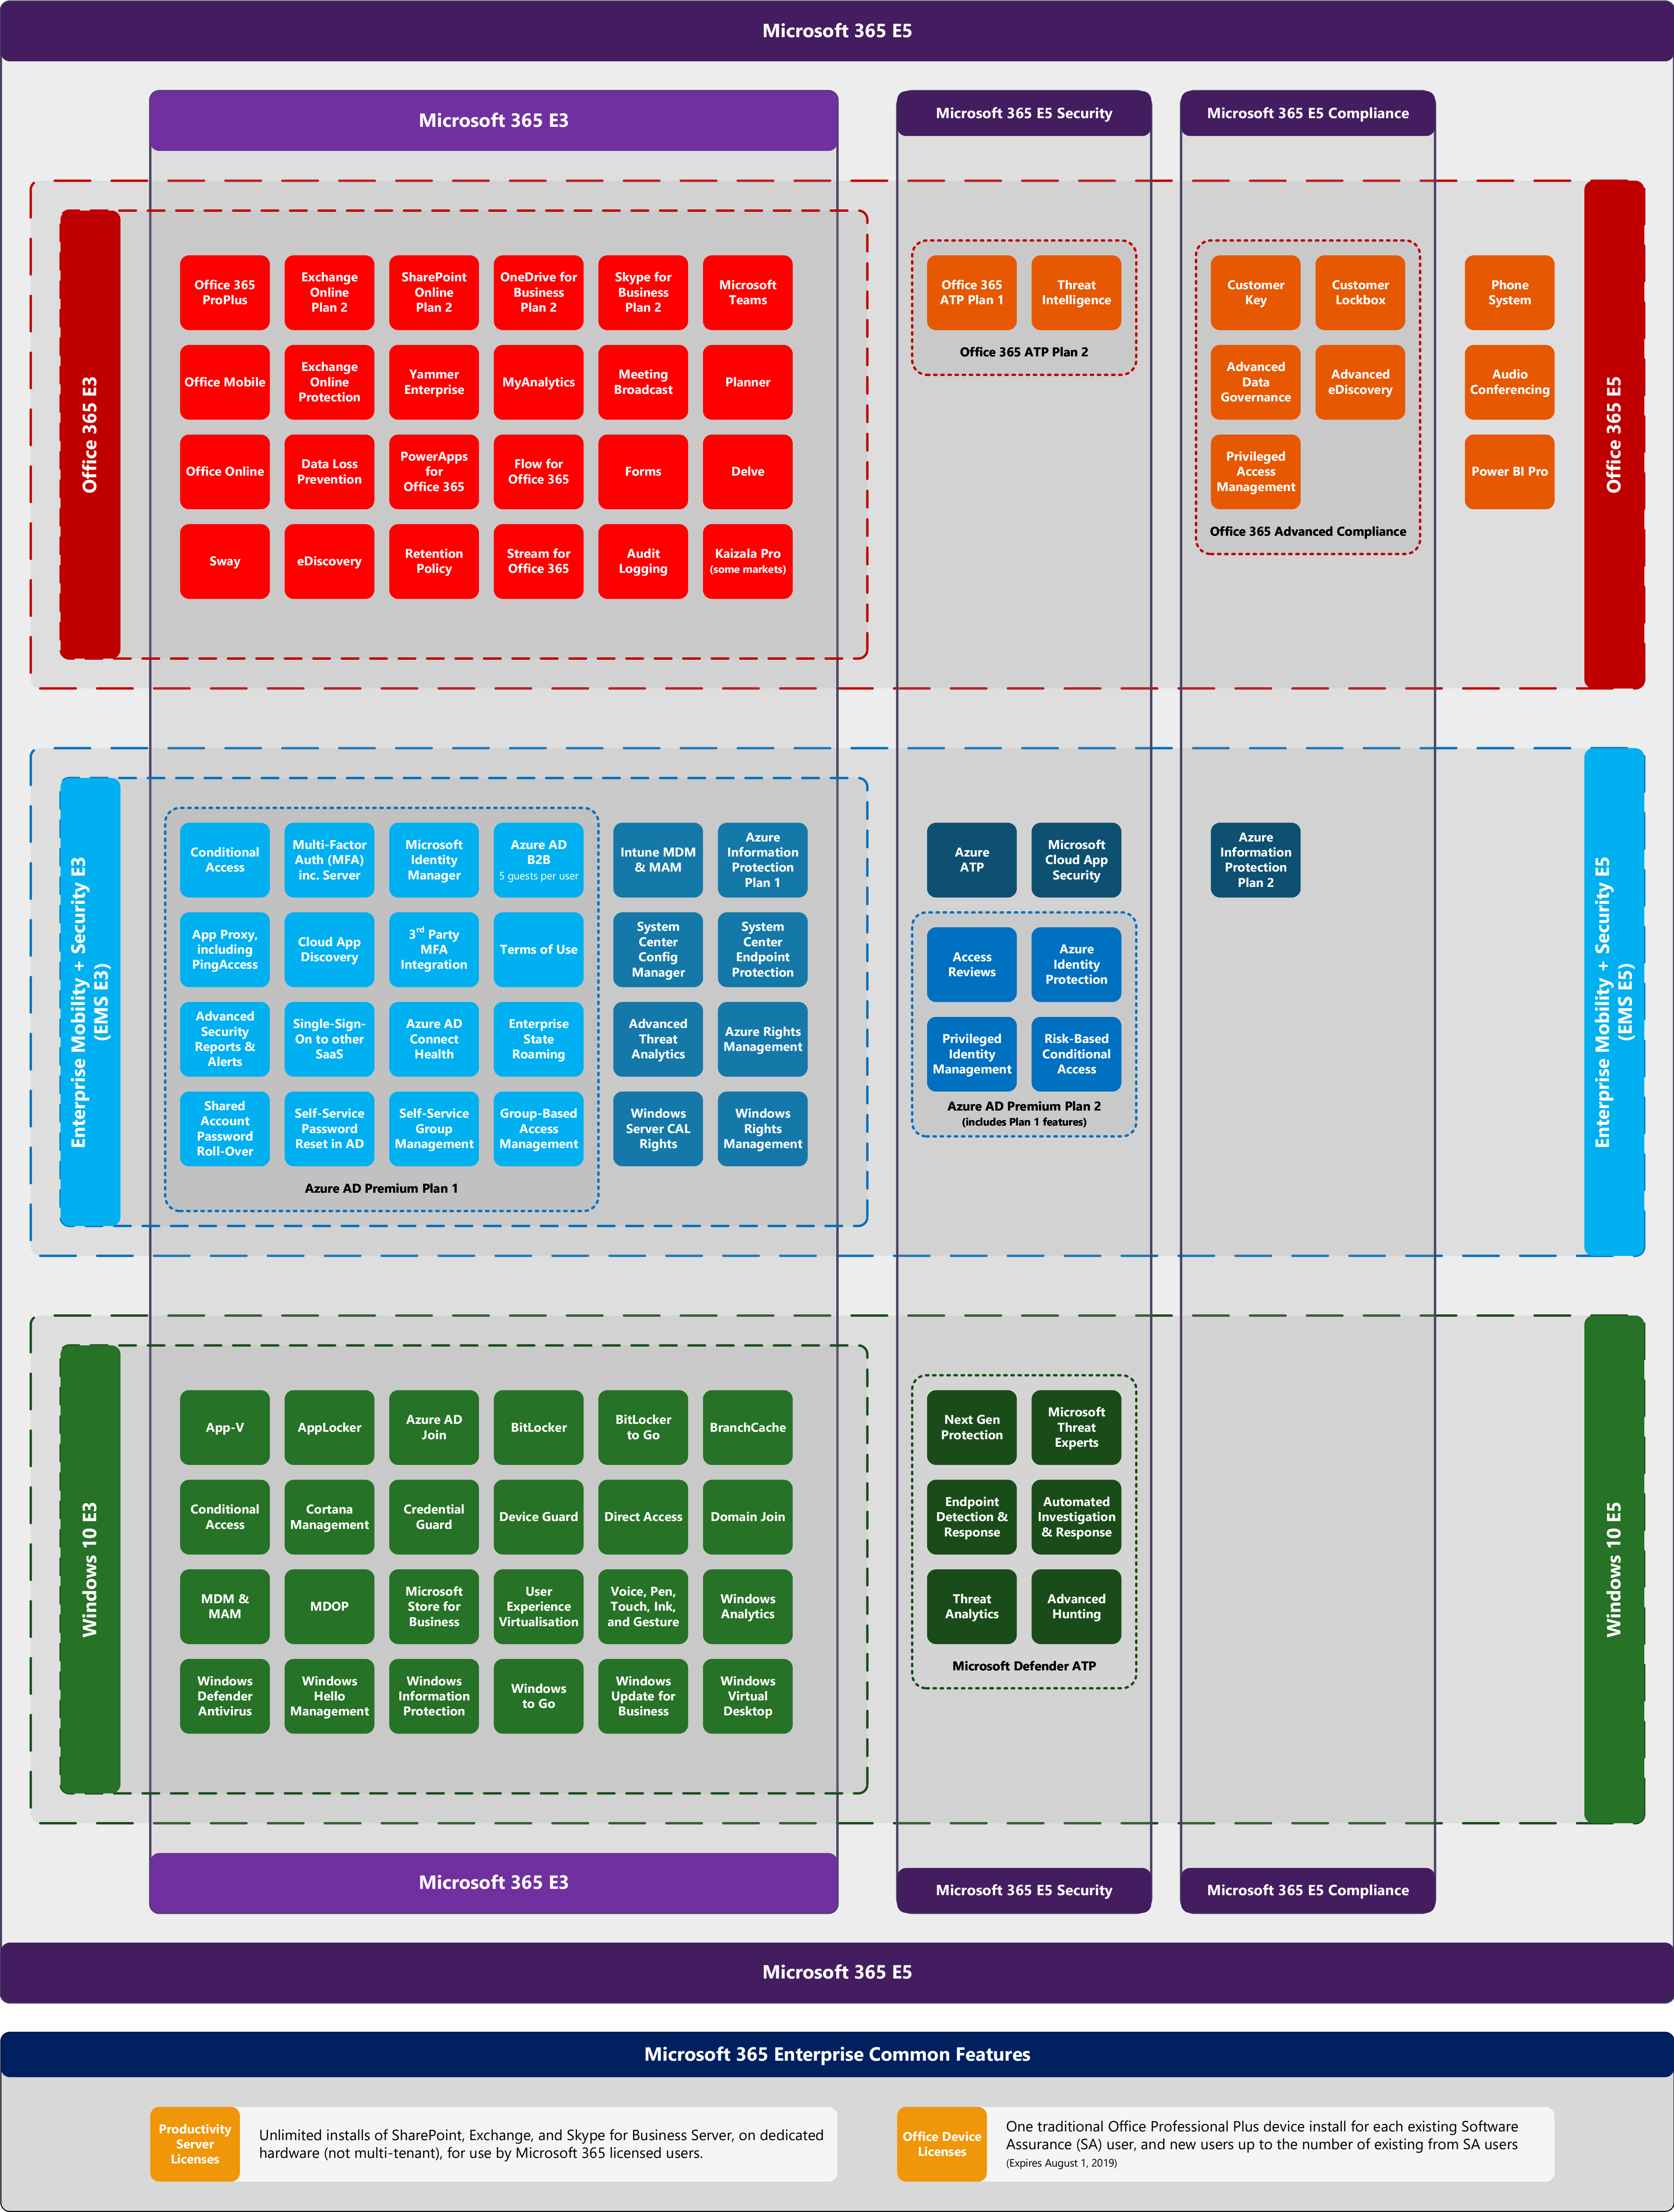 Microsoft 365 E5
Microsoft 365 E3
Microsoft 365 E5 Security
Microsoft 365 E5 Compliance
Office 365 E3
Office 365
ProPlus
Exchange
Online
Plan 2
SharePoint
Online
Plan 2
OneDrive for
Business
Plan 2
Skype for
Business
Plan 2
Microsoft
Teams
Office Mobile
Exchange
Online
Protection
Yammer
Enterprise
MyAnalytics
Meeting
Broadcast
Planner
Office Online
Data Loss
Prevention
PowerApps
for
Office 365
Flow for
Office 365
Forms
Delve
Sway
eDiscovery
Retention
Policy
Stream for
Office 365
Audit
Logging
Kaizala Pro
(some markets)
Office 365
ATP Plan 1
Threat
Intelligence
Office 365 ATP Plan 2
Customer
Key
Customer
Lockbox
Advanced
Data
Governance
Advanced
eDiscovery
Privileged
Access
Management
Office 365 Advanced Compliance
Phone
System
Audio
Conferencing
Power BI Pro
Office 365 E5
Enterprise Mobility + Security E3
(EMS E3)
Conditional
Access
Multi-Factor
Auth (MFA)
inc. Server
Microsoft
Identity
Manager
Azure AD
B2B
5 guests per user
App Proxy,
including
PingAccess
Cloud App
Discovery
3rd Party
MFA
Integration
Terms of Use
Advanced
Security
Reports &
Alerts
Single-Sign-
On to other
SaaS
Azure AD
Connect
Health
Enterprise
State
Roaming
Shared
Account
Password
Roll-Over
Self-Service
Password
Reset in AD
Self-Service
Group
Management
Group-Based
Access
Management
Azure AD Premium Plan 1
Intune MDM
& MAM
Azure
Information
Protection
Plan 1
System
Center
Config
Manager
System
Center
Endpoint
Protection
Advanced
Threat
Analytics
Azure Rights
Management
Windows
Server CAL
Rights
Windows
Rights
Management
Azure
ATP
Microsoft
Cloud App
Security
Access
Reviews
Azure
Identity
Protection
Privileged
Identity
Management
Risk-Based
Conditional
Access
Azure AD Premium Plan 2
(includes Plan 1 features)
Azure
Information
Protection
Plan 2
Enterprise Mobility + Security E5
(EMS E5)
Windows 10 E3
App-V
AppLocker
Azure AD
Join
BitLocker
BitLocker
to Go
BranchCache
Conditional
Access
Cortana
Management
Credential
Guard
Device Guard
Direct Access
Domain Join
MDM &
MAM
MDOP
Microsoft
Store for
Business
User
Experience
Virtualisation
Voice, Pen,
Touch, Ink,
and Gesture
Windows
Analytics
Windows
Defender
Antivirus
Windows
Hello
Management
Windows
Information
Protection
Windows
to Go
Windows
Update for
Business
Windows
Virtual
Desktop
Next Gen
Protection
Microsoft
Threat
Experts
Endpoint
Detection &
Response
Automated
Investigation
& Response
Threat
Analytics
Advanced
Hunting
Microsoft Defender ATP
Windows 10 E5
Microsoft 365 E3
Microsoft 365 E5 Security
Microsoft 365 E5 Compliance
Microsoft 365 E5
Microsoft 365 Enterprise Common Features
Productivity
Server
Licenses
Unlimited installs of SharePoint, Exchange, and Skype for Business Server, on dedicated
hardware (not multi-tenant), for use by Microsoft 365 licensed users.
Office Device
Licenses
One traditional Office Professional Plus device install for each existing Software
Assurance (SA) user, and new users up to the number of existing from SA users
(Expires August 1, 2019)